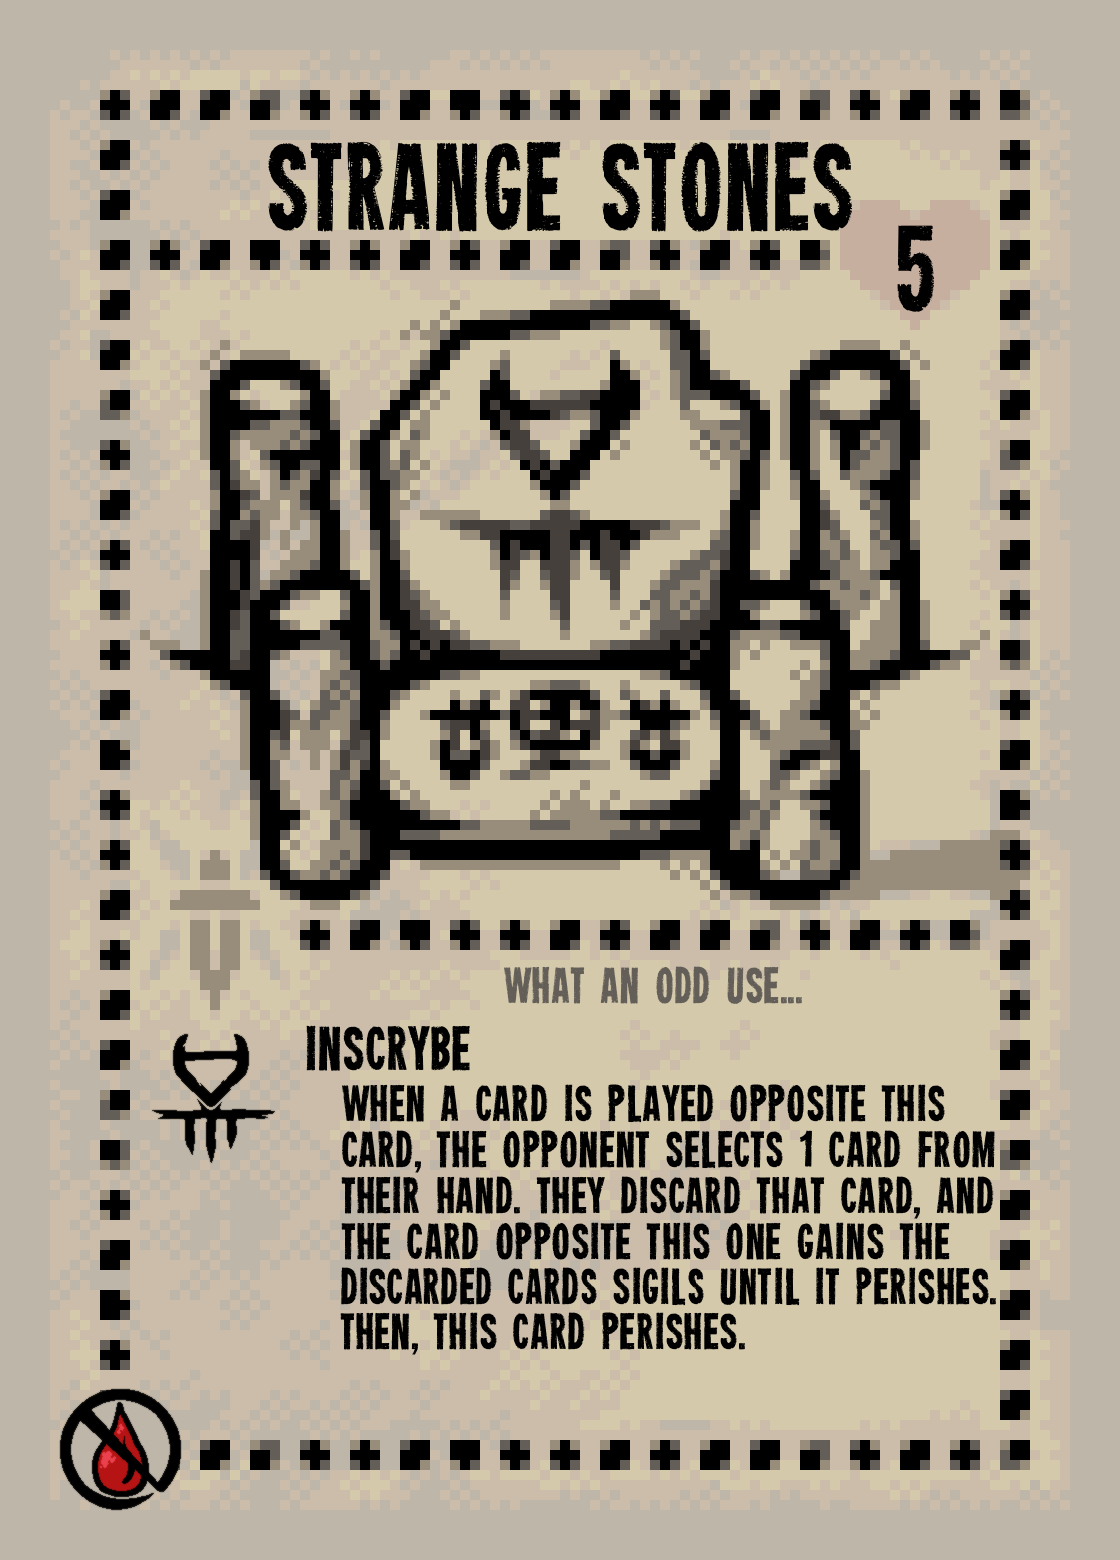 STRANGE STONES
5
WHAT AN ODD USE...
INSCRYBE
WHEN A CARD IS PLAYED OPPOSITE THIS
CARD, THE OPPONENT SELECTS 1 CARD FROM
THEIR HAND. THEY DISCARD THAT CARD, AND
THE CARD OPPOSITE THIS ONE GAINS THE
DISCARDED CARDS SIGILS UNTIL IT PERISHES.
THEN, THIS CARD PERISHES.